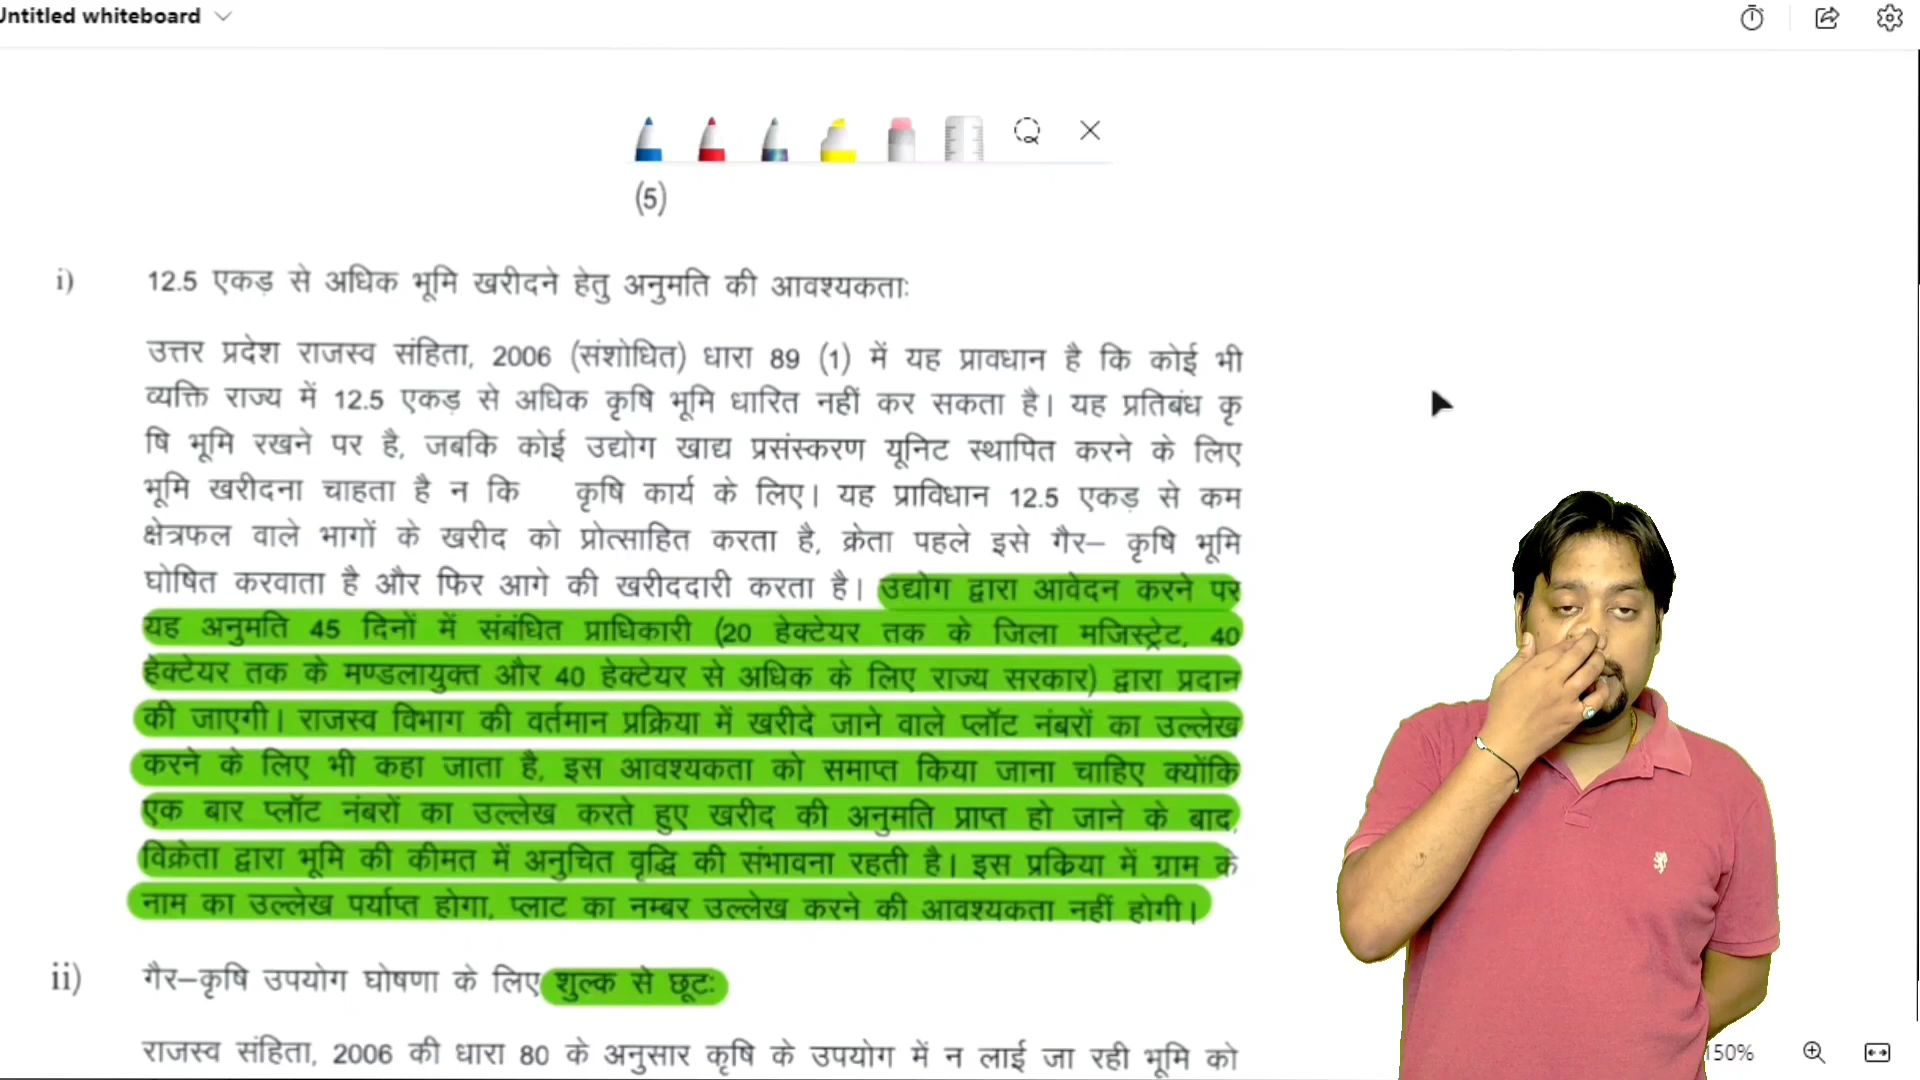 Untitled whiteboard
(5)
i) 12.5 एकड़ से अधिक भूमि खरीदने हेतु अनुमति की आवश्यकताः
उत्तर प्रदेश राजस्व संहिता, 2006 (संशोधित) धारा 89 (1) में यह प्रावधान है कि कोई भी
व्यक्ति राज्य में 12.5 एकड़ से अधिक कृषि भूमि धारित नहीं कर सकता है। यह प्रतिबंध कृ
षि भूमि रखने पर है, जबकि कोई उद्योग खाद्य प्रसंस्करण यूनिट स्थापित करने के लिए
भूमि खरीदना चाहता है न कि कृषि कार्य के लिए। यह प्राविधान 12.5 एकड़ से कम
क्षेत्रफल वाले भागों के खरीद को प्रोत्साहित करता है, क्रेता पहले इसे गैर– कृषि भूमि
घोषित करवाता है और फिर आगे की खरीददारी करता है। उद्योग द्वारा आवेदन करने पर
यह अनुमति 45 दिनों में संबंधित प्राधिकारी (20 हेक्टेयर तक के जिला मजिस्ट्रेट, 40
हेक्टेयर तक के मण्डलायुक्त और 40 हेक्टेयर से अधिक के लिए राज्य सरकार) द्वारा प्रदान
की जाएगी। राजस्व विभाग की वर्तमान प्रक्रिया में खरीदे जाने वाले प्लॉट नंबरों का उल्लेख
करने के लिए भी कहा जाता है, इस आवश्यकता को समाप्त किया जाना चाहिए क्योंकि
एक बार प्लॉट नंबरों का उल्लेख करते हुए खरीद की अनुमति प्राप्त हो जाने के बाद,
विक्रेता द्वारा भूमि की कीमत में अनुचित वृद्धि की संभावना रहती है। इस प्रकिया में ग्राम के
नाम का उल्लेख पर्याप्त होगा, प्लाट का नम्बर उल्लेख करने की आवश्यकता नहीं होगी।
ii) गैर–कृषि उपयोग घोषणा के लिए शुल्क से छूटः
राजस्व संहिता, 2006 की धारा 80 के अनुसार कृषि के उपयोग में न लाई जा रही भूमि को
150%